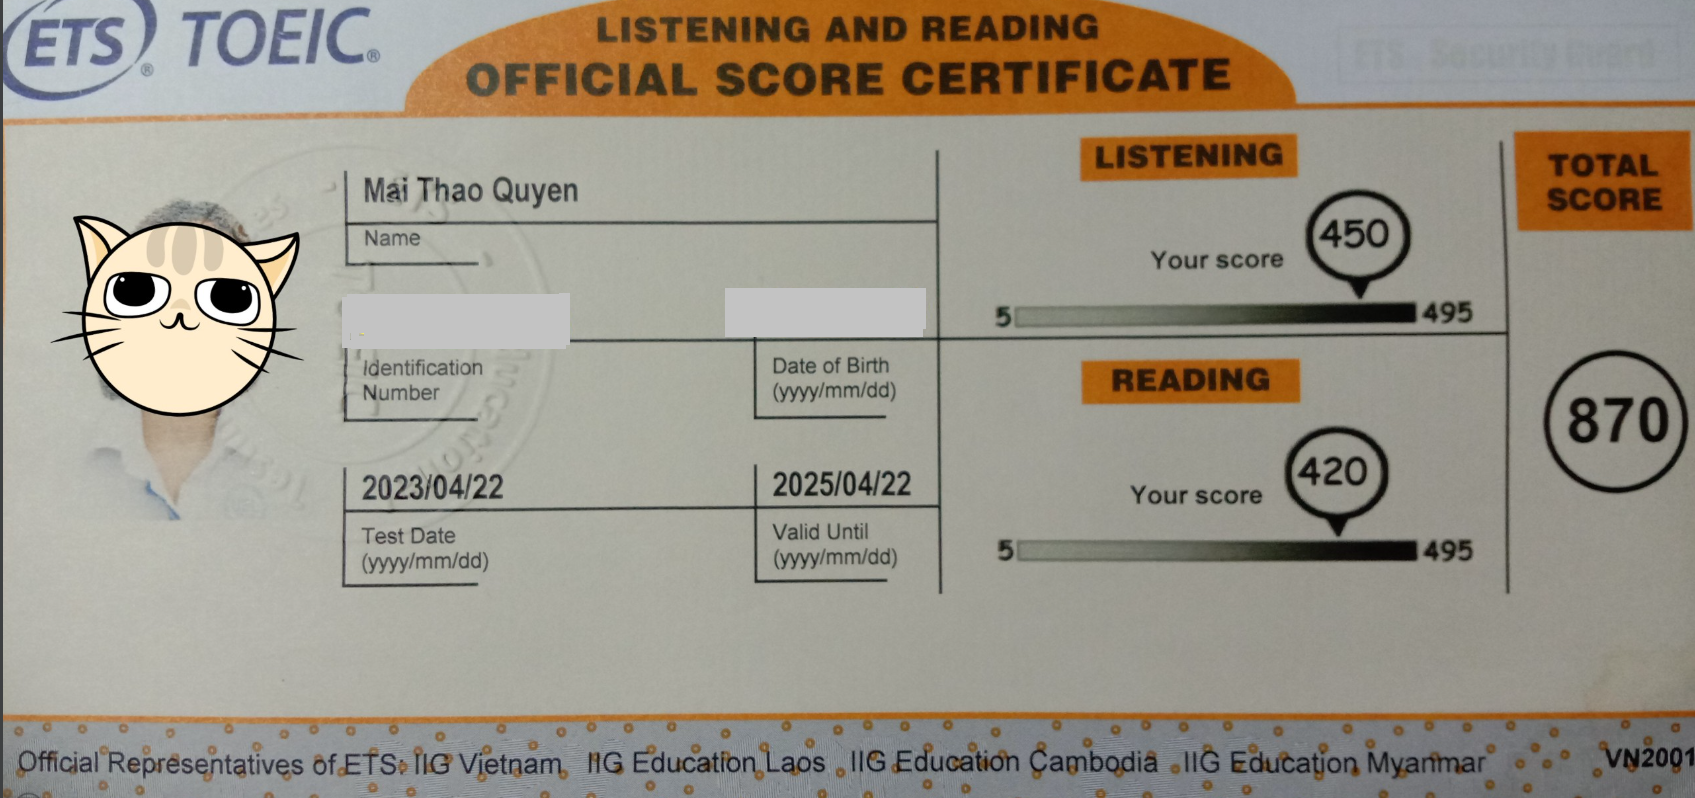 ETS® TOEIC®
LISTENING AND READING
OFFICIAL SCORE CERTIFICATE
ETS Security Guard
Mai Thao Quyen
Name
Identification
Number
Date of Birth
(yyyy/mm/dd)
2023/04/22
Test Date
(yyyy/mm/dd)
2025/04/22
Valid Until
(yyyy/mm/dd)
LISTENING
Your score
450
5 495
READING
Your score
420
5 495
TOTAL
SCORE
870
Official Representatives of ETS: IIG Vietnam IIG Education Laos IIG Education Cambodia IIG Education Myanmar
VN2001